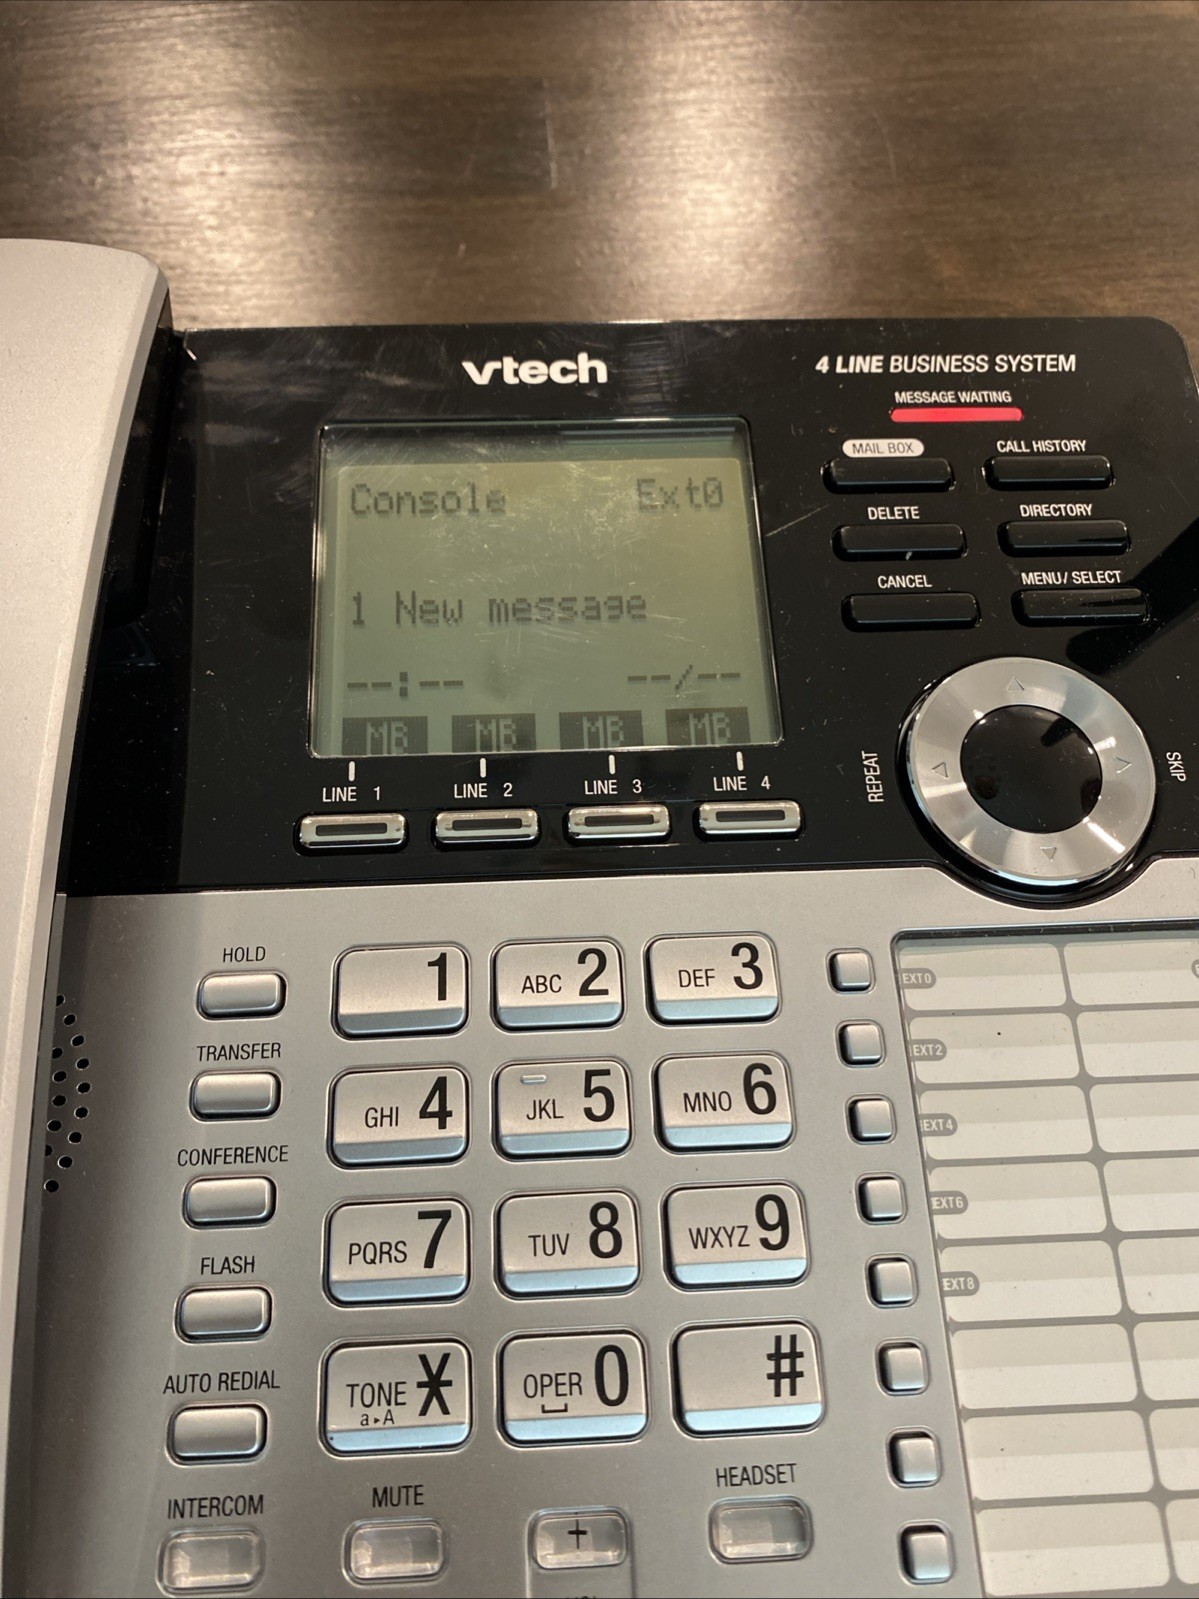 vtech
4 LINE BUSINESS SYSTEM
MESSAGE WAITING
MAIL BOX
CALL HISTORY
DELETE
DIRECTORY
CANCEL
MENU/SELECT
Console Ext0
1 New message
--:-- --/--
MB MB MB MB
LINE 1
LINE 2
LINE 3
LINE 4
REPEAT
SKIP
HOLD
TRANSFER
CONFERENCE
FLASH
AUTO REDIAL
INTERCOM
1
ABC 2
DEF 3
GHI 4
JKL 5
MNO 6
PQRS 7
TUV 8
WXYZ 9
TONE *
a▸A
OPER 0
#
MUTE
+
HEADSET
EXT0
EXT2
EXT4
EXT6
EXT8